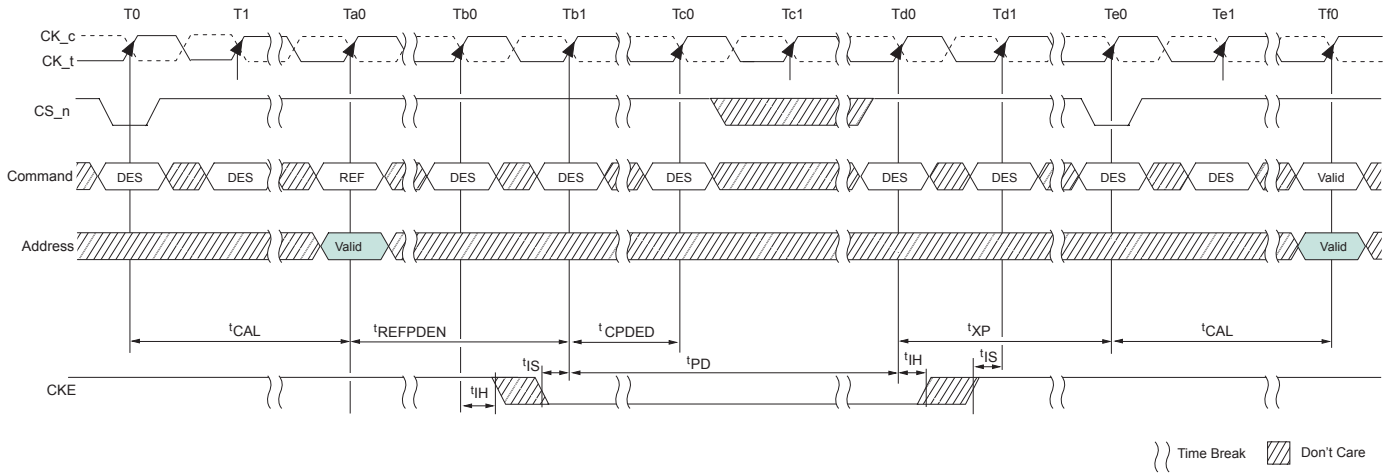 T0 T1 Ta0 Tb0 Tb1 Tc0 Tc1 Td0 Td1 Te0 Te1 Tf0
CK_c
CK_t
CS_n
Command DES DES REF DES DES DES DES DES DES DES Valid
Address Valid Valid
tCAL tREFPDEN tCPDED tXP tCAL
tIS tPD tIH tIS
CKE tIH
Time Break Don't Care